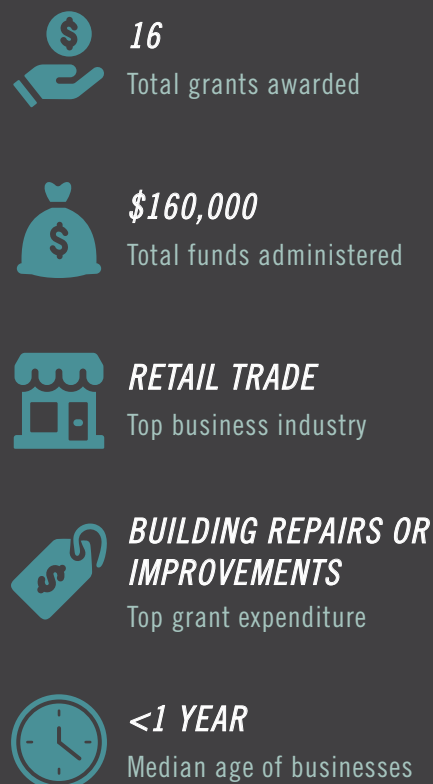 16
Total grants awarded
$160,000
Total funds administered
RETAIL TRADE
Top business industry
BUILDING REPAIRS OR
IMPROVEMENTS
Top grant expenditure
<1 YEAR
Median age of businesses